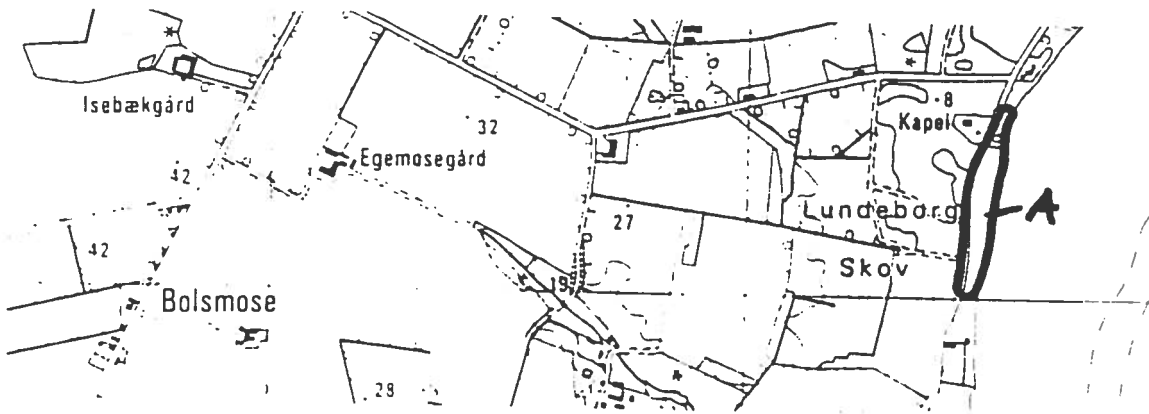 Isebækgård
32
8
Kapel
Egemosegård
42
Lundeborg
A
27
42
Skov
19
Bolsmose
28